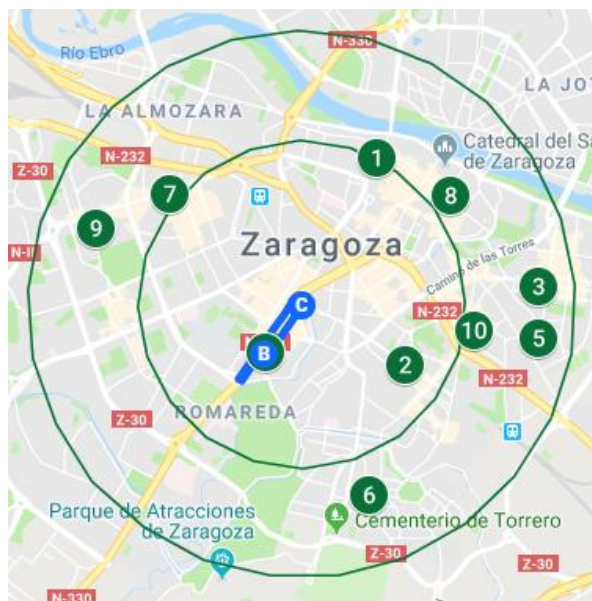 N-330
Río Ebro
LA JOT
LA ALMOZARA
Catedral del Sa
de Zaragoza
N-232
1
Z-30
7
8
9
N-II
Zaragoza
Camino de las Torres
3
C
N-232
10
5
B
2
N-232
ROMAREDA
Z-30
6
Parque de Atracciones
de Zaragoza
Cementerio de Torrero
Z-30
N-330
Z-30